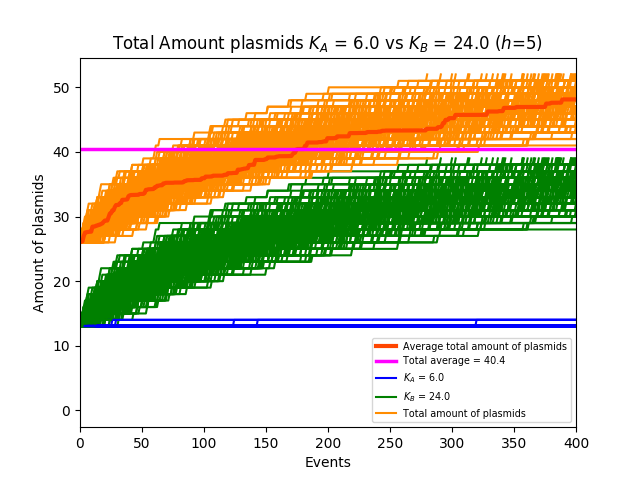 Total Amount plasmids K_A = 6.0 vs K_B = 24.0 (h=5)
Amount of plasmids
50
40
30
20
10
0
Average total amount of plasmids
Total average = 40.4
K_A = 6.0
K_B = 24.0
Total amount of plasmids
0 50 100 150 200 250 300 350 400
Events